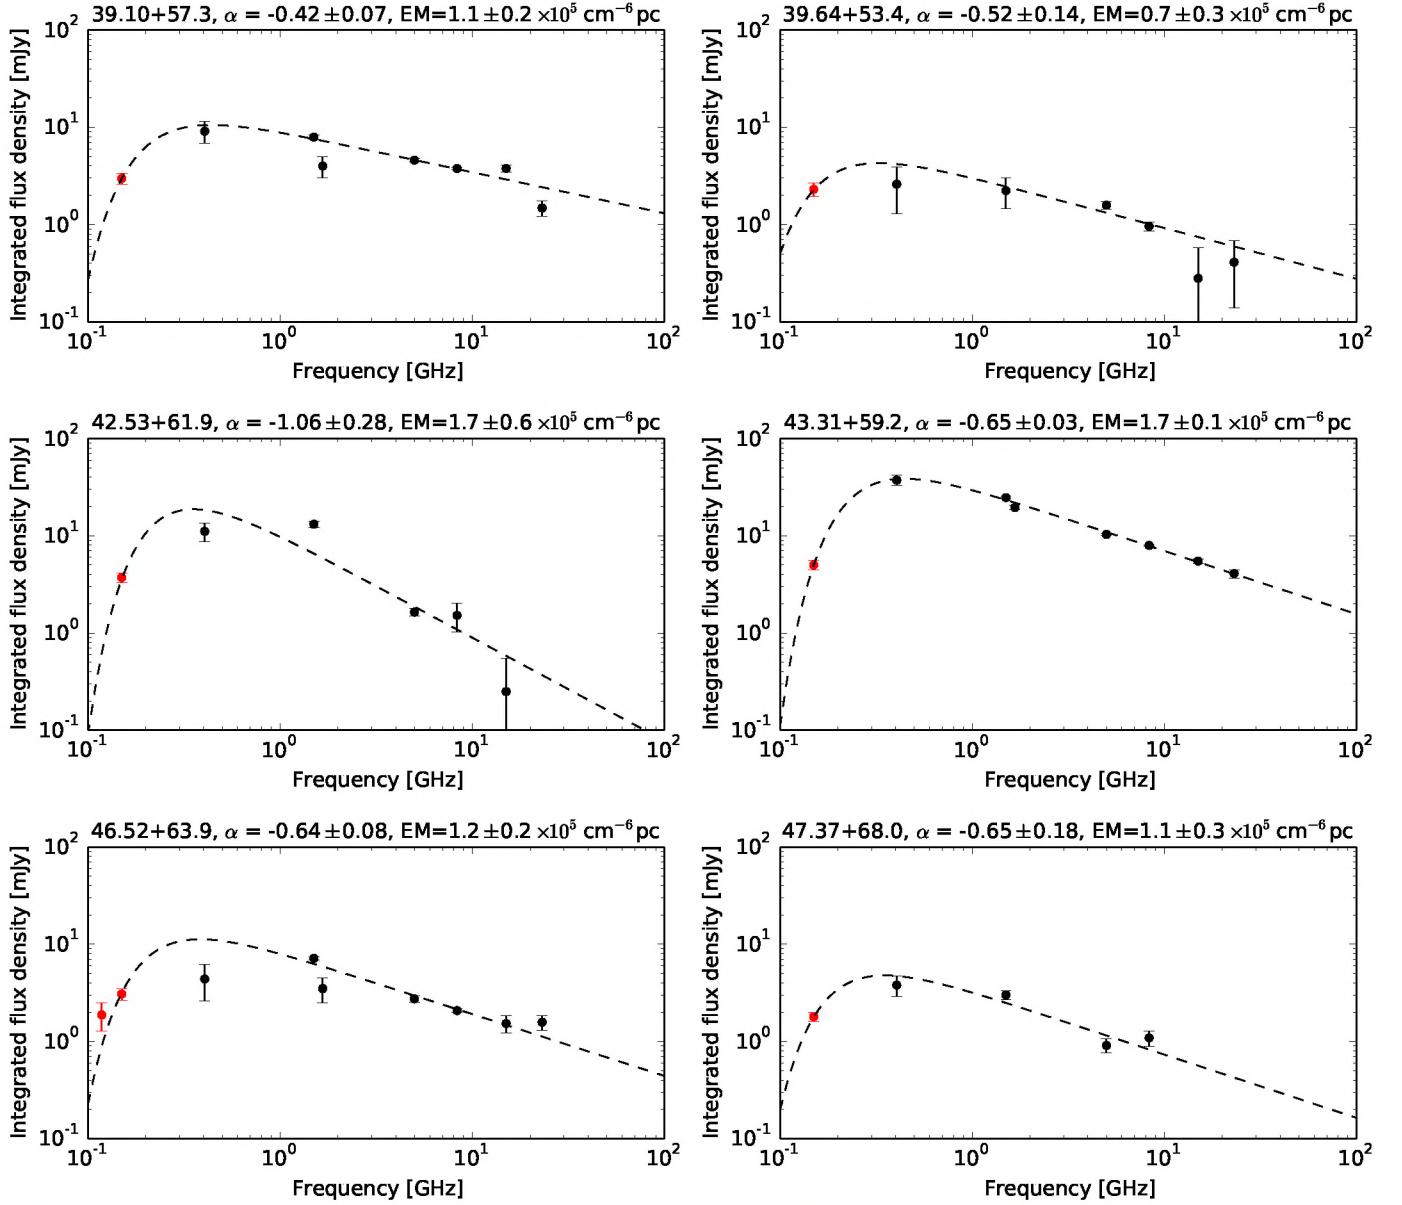 39.10+57.3, α = -0.42±0.07, EM=1.1±0.2 ×10⁵ cm⁻⁶ pc
10²
10¹
10⁰
10⁻¹
Integrated flux density [mJy]
10⁻¹ 10⁰ 10¹ 10²
Frequency [GHz]
39.64+53.4, α = -0.52±0.14, EM=0.7±0.3 ×10⁵ cm⁻⁶ pc
10²
10¹
10⁰
10⁻¹
Integrated flux density [mJy]
10⁻¹ 10⁰ 10¹ 10²
Frequency [GHz]
42.53+61.9, α = -1.06±0.28, EM=1.7±0.6 ×10⁵ cm⁻⁶ pc
10²
10¹
10⁰
10⁻¹
Integrated flux density [mJy]
10⁻¹ 10⁰ 10¹ 10²
Frequency [GHz]
43.31+59.2, α = -0.65±0.03, EM=1.7±0.1 ×10⁵ cm⁻⁶ pc
10²
10¹
10⁰
10⁻¹
Integrated flux density [mJy]
10⁻¹ 10⁰ 10¹ 10²
Frequency [GHz]
46.52+63.9, α = -0.64±0.08, EM=1.2±0.2 ×10⁵ cm⁻⁶ pc
10²
10¹
10⁰
10⁻¹
Integrated flux density [mJy]
10⁻¹ 10⁰ 10¹ 10²
Frequency [GHz]
47.37+68.0, α = -0.65±0.18, EM=1.1±0.3 ×10⁵ cm⁻⁶ pc
10²
10¹
10⁰
10⁻¹
Integrated flux density [mJy]
10⁻¹ 10⁰ 10¹ 10²
Frequency [GHz]